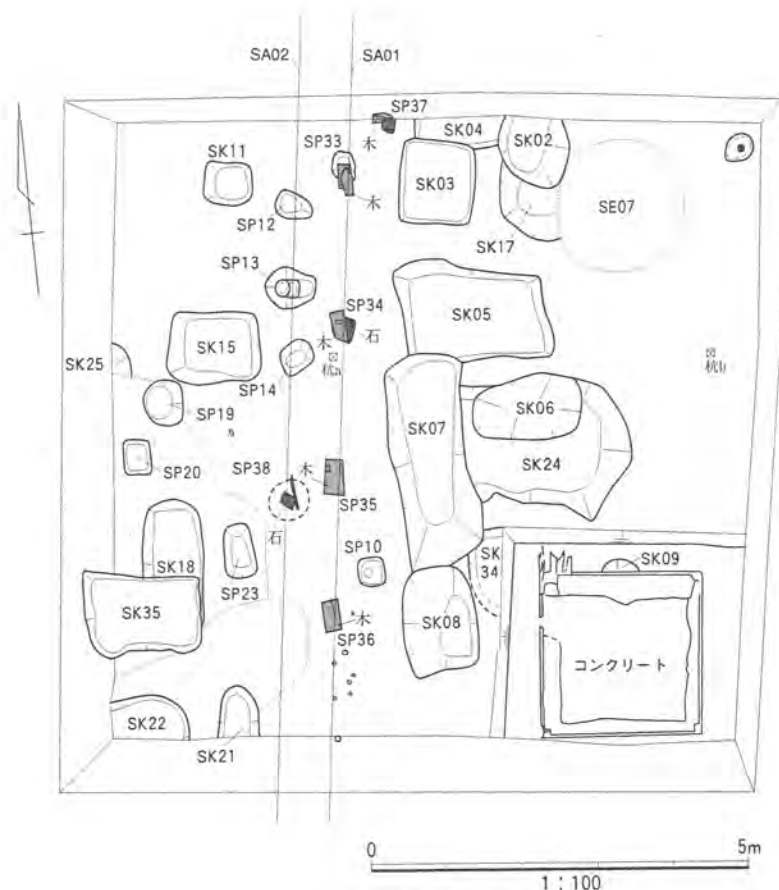 SA02
SA01
SP37
SK04
SK02
SK11
SP33
木
SK03
木
SE07
SP12
SK17
SP13
SP34
SK05
石
SK15
木
杭a
杭b
SK25
SP14
SP19
SK07
SK06
SK24
SP20
SP38
木
SP35
石
SP10
SK
34
SK09
SK18
SP23
SK35
木
SP36
SK08
コンクリート
SK22
SK21
0
5m
1：100